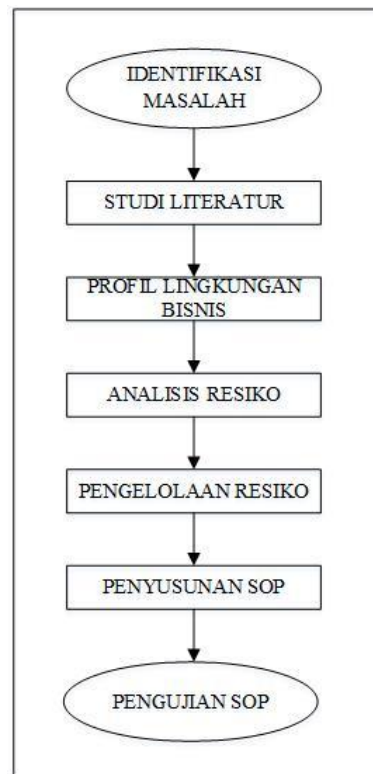 IDENTIFIKASI
MASALAH
STUDI LITERATUR
PROFIL LINGKUNGAN
BISNIS
ANALISIS RESIKO
PENGELOLAAN RESIKO
PENYUSUNAN SOP
PENGUJIAN SOP